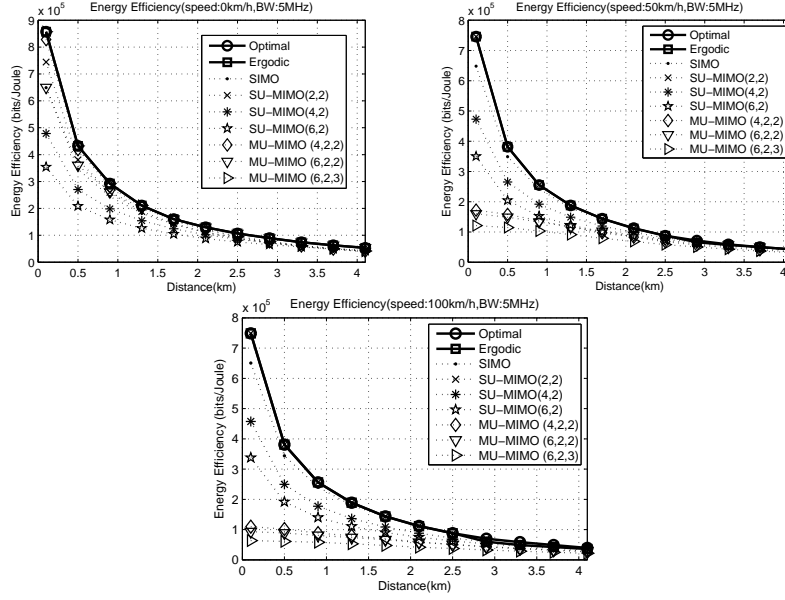 Energy Efficiency(speed:0km/h,BW:5MHz)
x 10^5
Energy Efficiency (bits/Joule)
9
8
7
6
5
4
3
2
1
0
0 0.5 1 1.5 2 2.5 3 3.5 4
Distance(km)
Optimal
Ergodic
SIMO
SU−MIMO(2,2)
SU−MIMO(4,2)
SU−MIMO(6,2)
MU−MIMO (4,2,2)
MU−MIMO (6,2,2)
MU−MIMO (6,2,3)
Energy Efficiency(speed:50km/h,BW:5MHz)
x 10^5
Energy Efficiency (bits/Joule)
8
7
6
5
4
3
2
1
0
0 0.5 1 1.5 2 2.5 3 3.5 4
Distance(km)
Optimal
Ergodic
SIMO
SU−MIMO(2,2)
SU−MIMO(4,2)
SU−MIMO(6,2)
MU−MIMO (4,2,2)
MU−MIMO (6,2,2)
MU−MIMO (6,2,3)
Energy Efficiency(speed:100km/h,BW:5MHz)
x 10^5
Energy Efficiency (bits/Joule)
8
7
6
5
4
3
2
1
0
0 0.5 1 1.5 2 2.5 3 3.5 4
Distance(km)
Optimal
Ergodic
SIMO
SU−MIMO(2,2)
SU−MIMO(4,2)
SU−MIMO(6,2)
MU−MIMO (4,2,2)
MU−MIMO (6,2,2)
MU−MIMO (6,2,3)